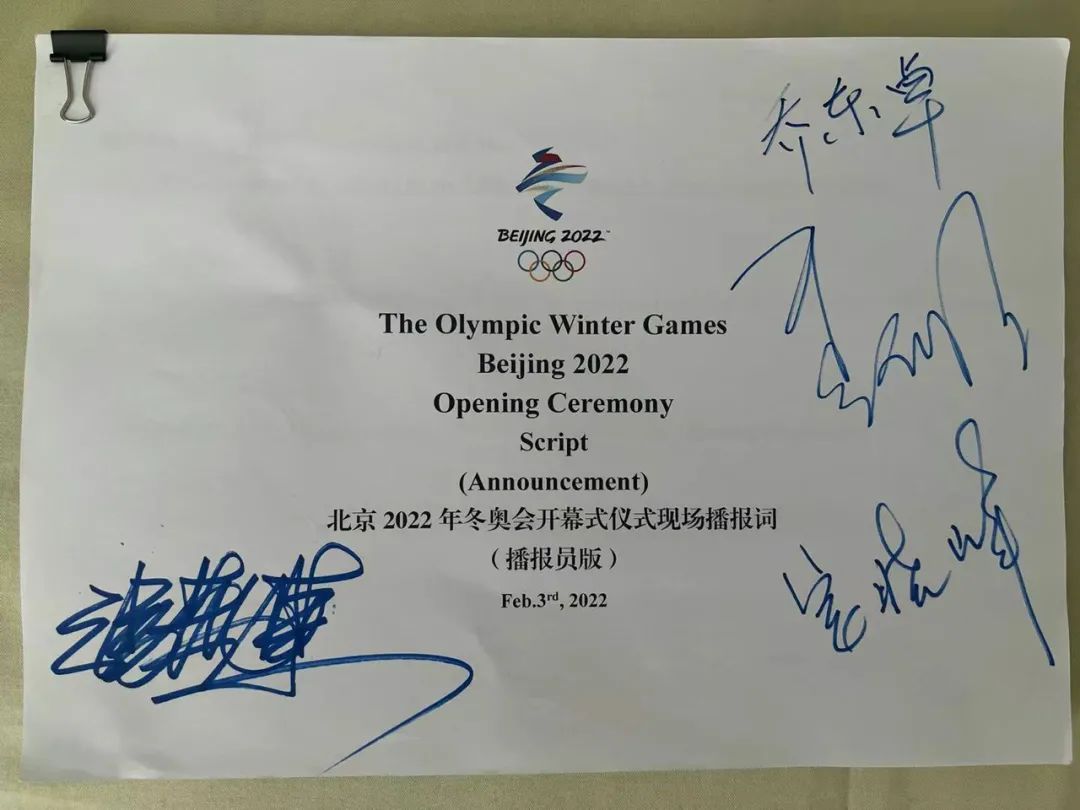 BEIJING 2022™
The Olympic Winter Games
Beijing 2022
Opening Ceremony
Script
(Announcement)
北京 2022 年冬奥会开幕式仪式现场播报词
（播报员版）
Feb.3rd, 2022